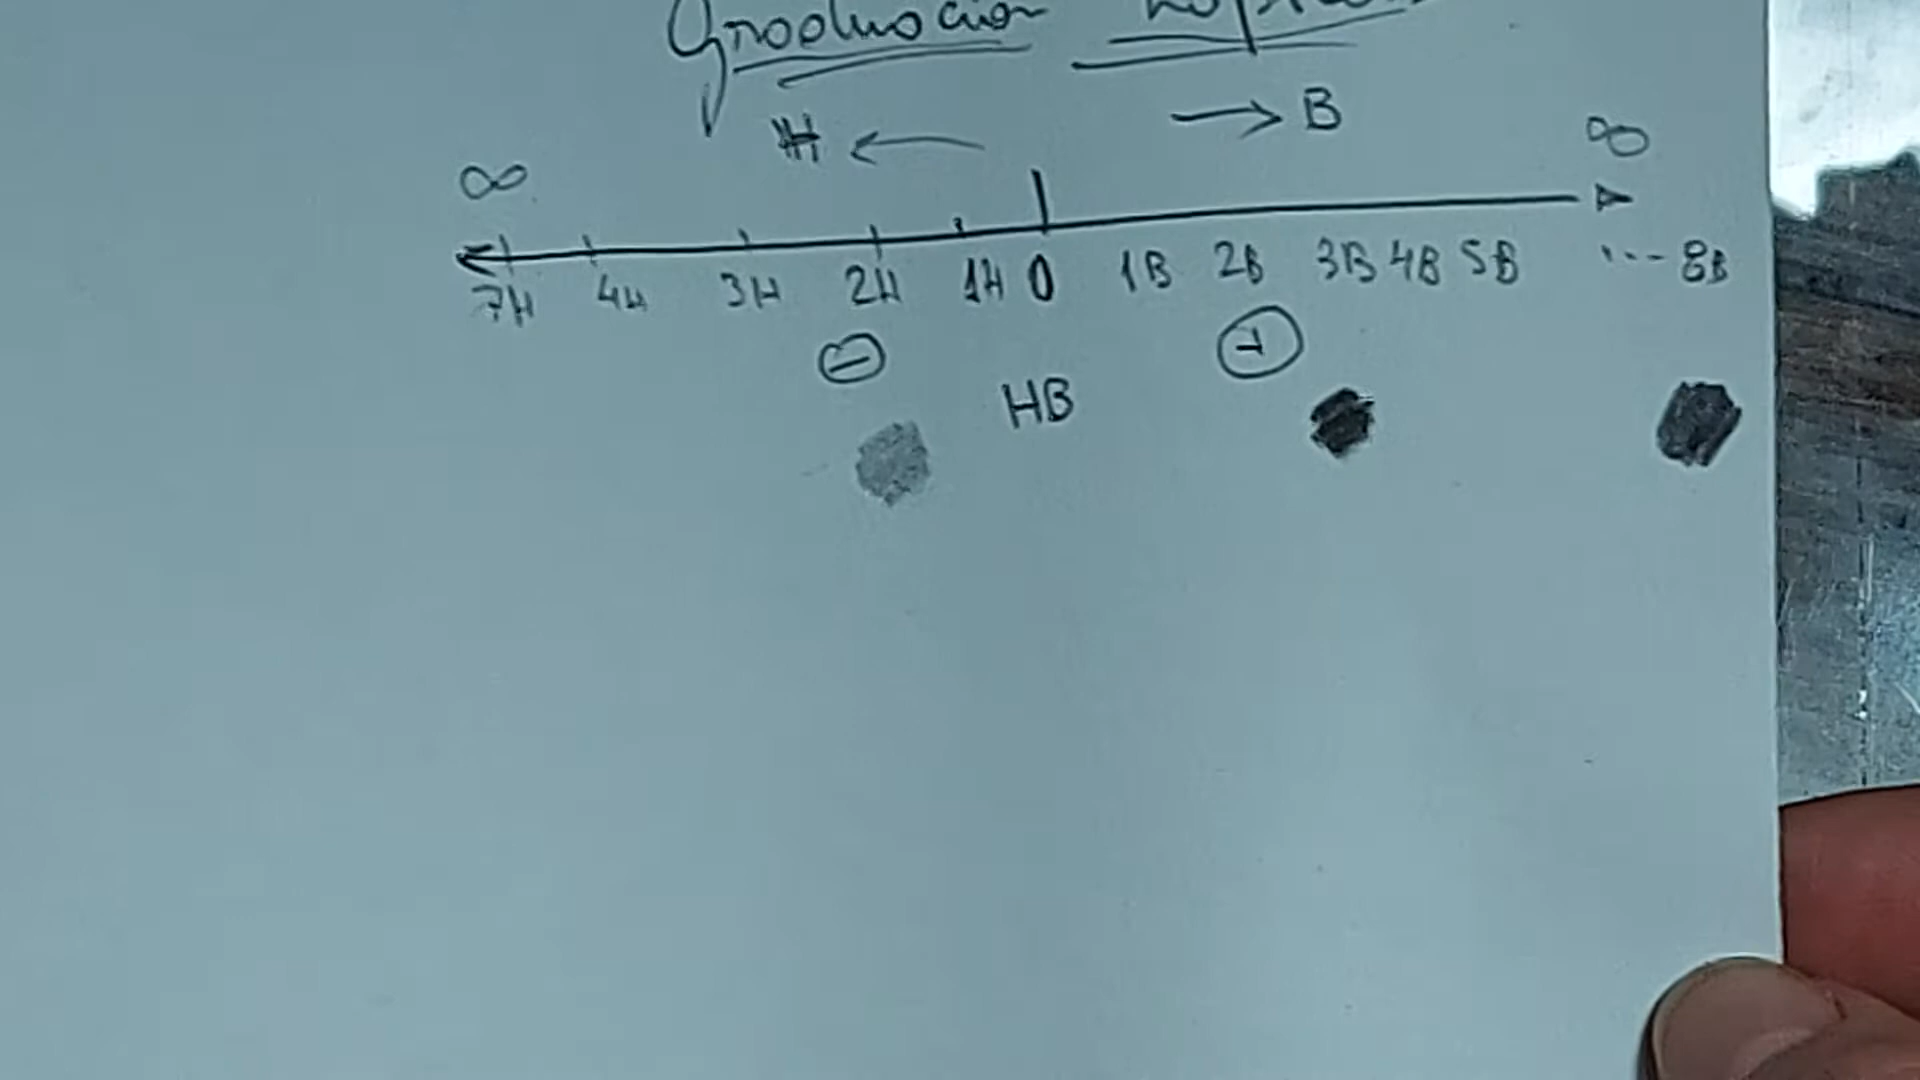 Graduación
H ← → B
∞ ∞
7H 4H 3H 2H 1H 0 1B 2B 3B 4B 5B ... 8B
- +
HB